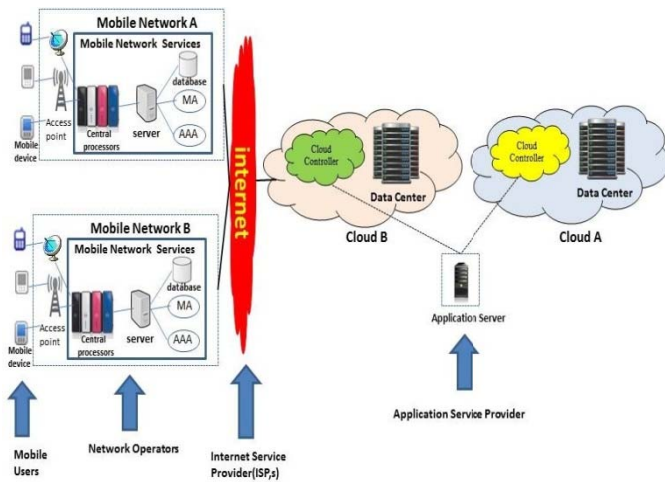 Mobile Network A
Mobile Network Services
database
MA
AAA
Access
point
Central
processors
server
Mobile
device
Mobile Network B
Mobile Network Services
database
MA
AAA
Access
point
Central
processors
server
Mobile
device
internet
Cloud
Controller
Data Center
Cloud B
Cloud
Controller
Data Center
Cloud A
Application Server
Mobile
Users
Network Operators
Internet Service
Provider(ISP,s)
Application Service Provider